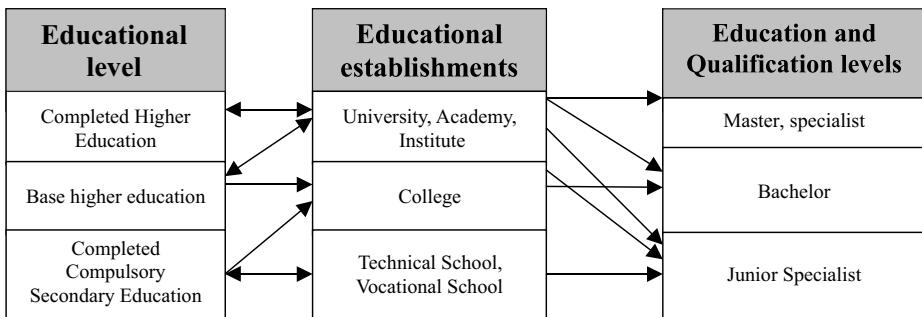 Educational
level
Completed Higher
Education
Base higher education
Completed
Compulsory
Secondary Education
Educational
establishments
University, Academy,
Institute
College
Technical School,
Vocational School
Education and
Qualification levels
Master, specialist
Bachelor
Junior Specialist